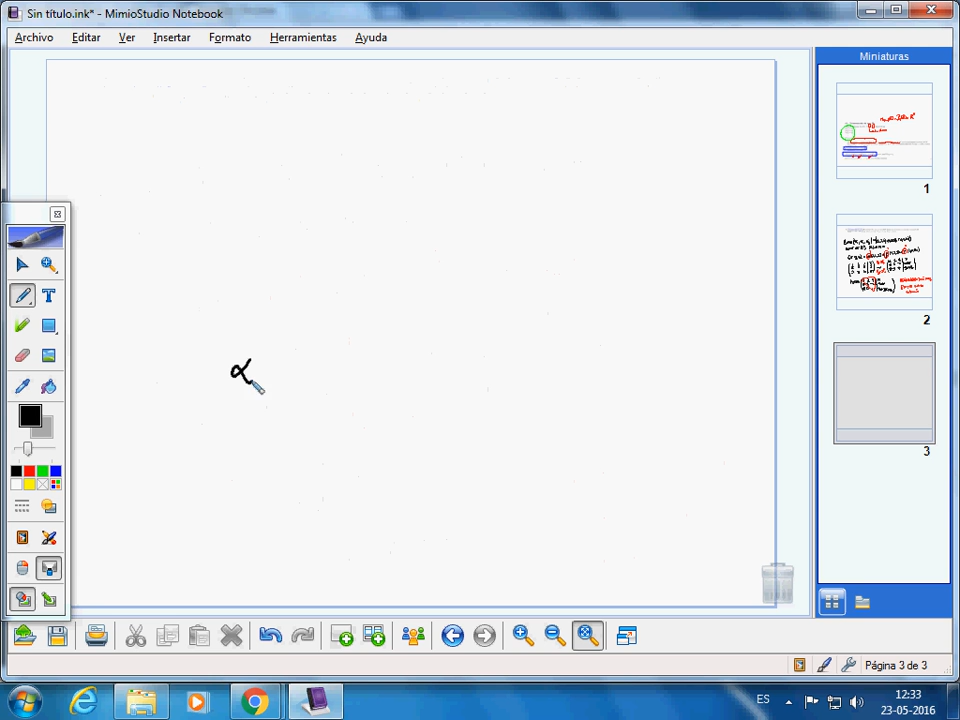 Sin título.ink* - MimioStudio Notebook
Archivo Editar Ver Insertar Formato Herramientas Ayuda
Miniaturas
1
2
3
α
T
Página 3 de 3
ES
12:33
23-05-2016